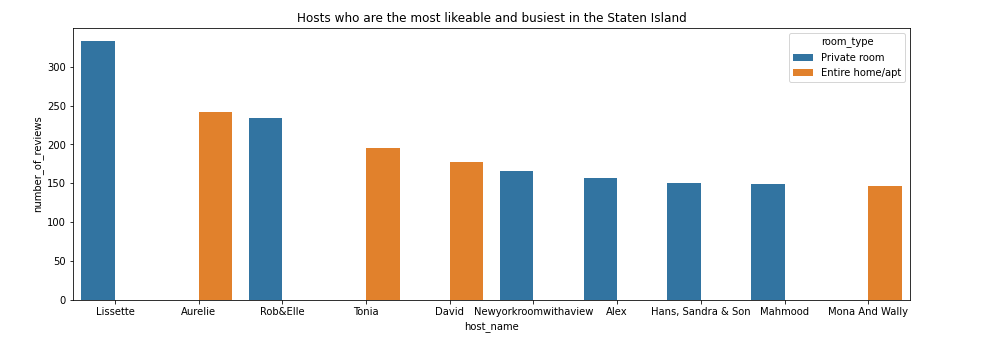 Hosts who are the most likeable and busiest in the Staten Island
room_type
Private room
Entire home/apt
number_of_reviews
300
250
200
150
100
50
0
Lissette Aurelie Rob&Elle Tonia David Newyorkroomwithaview Alex Hans, Sandra & Son Mahmood Mona And Wally
host_name